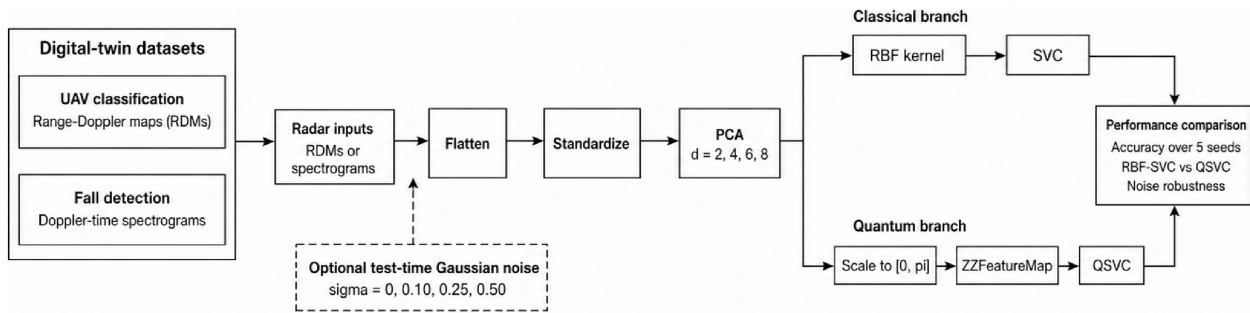 Digital-twin datasets
UAV classification
Range-Doppler maps (RDMs)
Fall detection
Doppler-time spectrograms
Radar inputs
RDMs or
spectrograms
Optional test-time Gaussian noise
sigma = 0, 0.10, 0.25, 0.50
Flatten
Standardize
PCA
d = 2, 4, 6, 8
Classical branch
RBF kernel
SVC
Quantum branch
Scale to [0, pi]
ZZFeatureMap
QSVC
Performance comparison
Accuracy over 5 seeds
RBF-SVC vs QSVC
Noise robustness